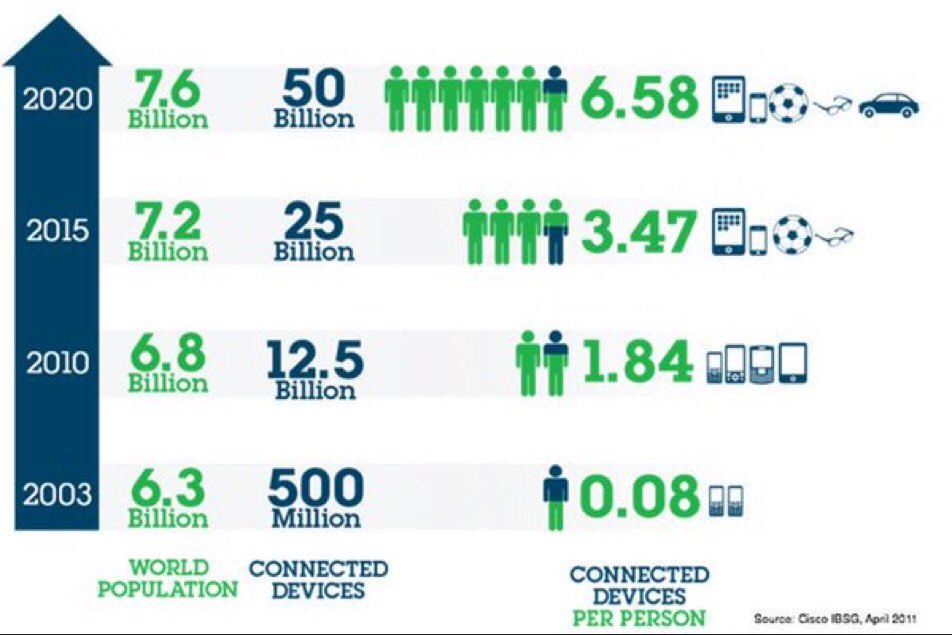 2020
7.6
Billion
50
Billion
6.58
2015
7.2
Billion
25
Billion
3.47
2010
6.8
Billion
12.5
Billion
1.84
2003
6.3
Billion
500
Million
0.08
WORLD
POPULATION
CONNECTED
DEVICES
CONNECTED
DEVICES
PER PERSON
Source: Cisco IBSG, April 2011